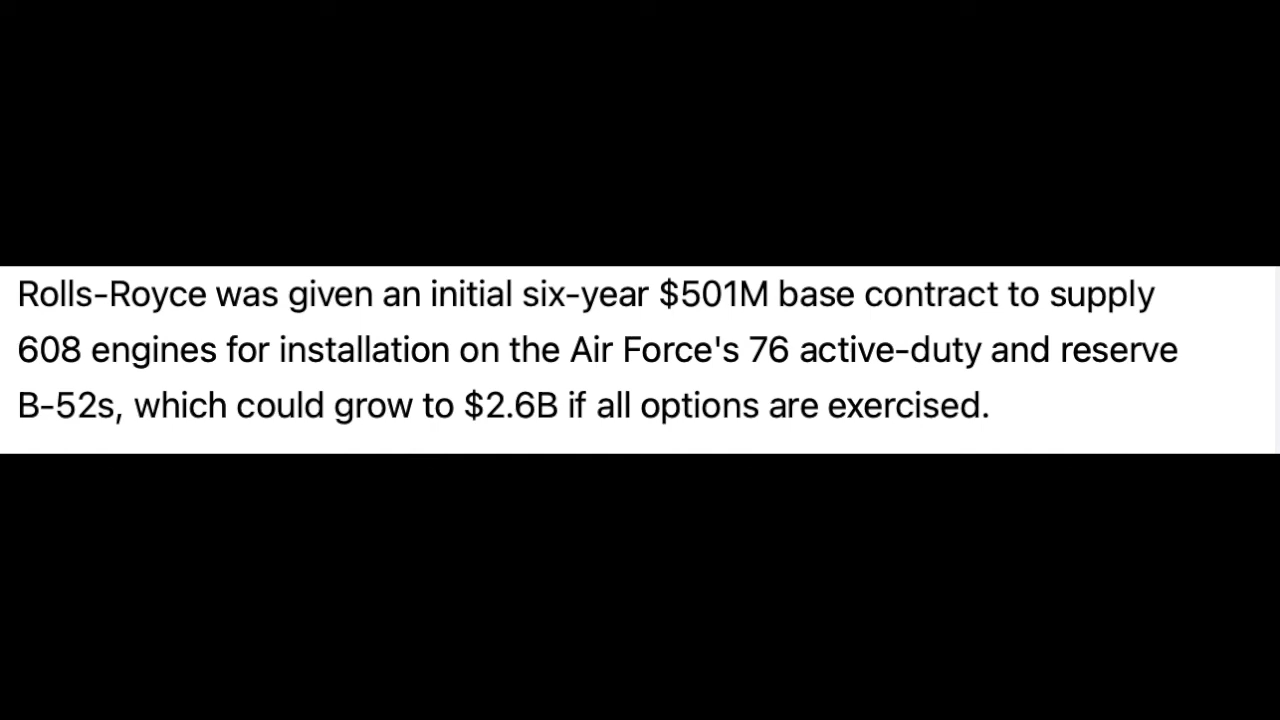 Rolls-Royce was given an initial six-year $501M base contract to supply
608 engines for installation on the Air Force's 76 active-duty and reserve
B-52s, which could grow to $2.6B if all options are exercised.